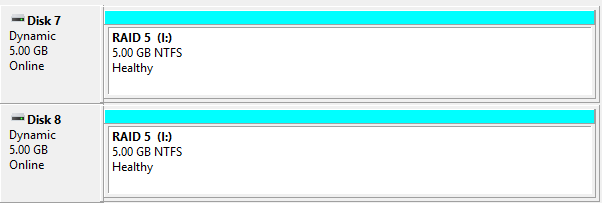 Disk 7
Dynamic
5.00 GB
Online
RAID 5 (I:)
5.00 GB NTFS
Healthy
Disk 8
Dynamic
5.00 GB
Online
RAID 5 (I:)
5.00 GB NTFS
Healthy